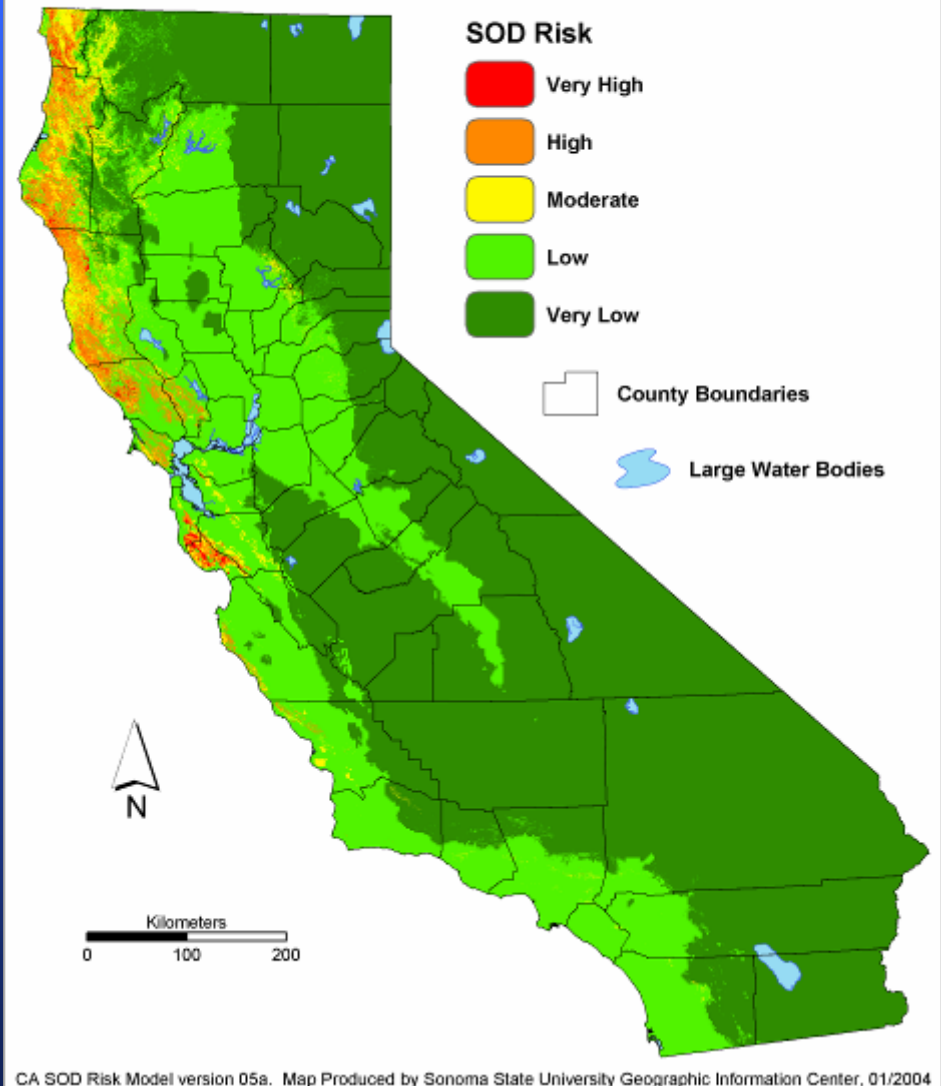 SOD Risk
Very High
High
Moderate
Low
Very Low
County Boundaries
Large Water Bodies
N
Kilometers
0 100 200
CA SOD Risk Model version 05a. Map Produced by Sonoma State University Geographic Information Center. 01/2004